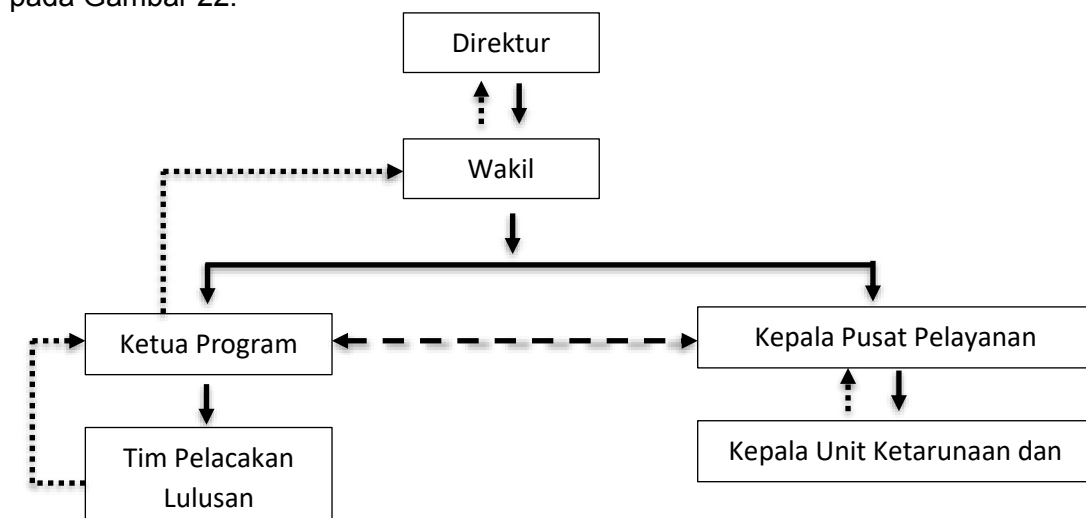 pada Gambar 22.
Direktur
Wakil
Ketua Program
Kepala Pusat Pelayanan
Tim Pelacakan
Lulusan
Kepala Unit Ketarunaan dan